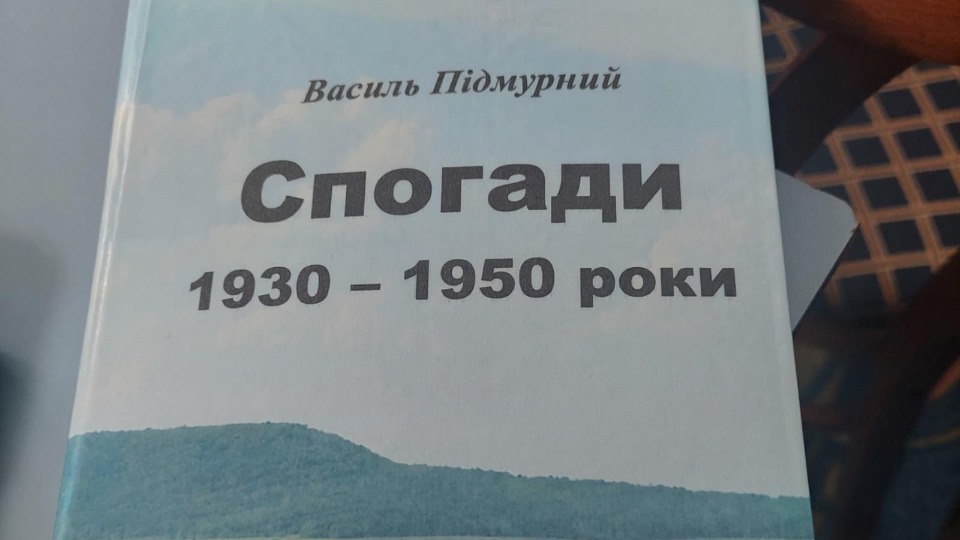 Василь Підмурний
Спогади
1930 – 1950 роки